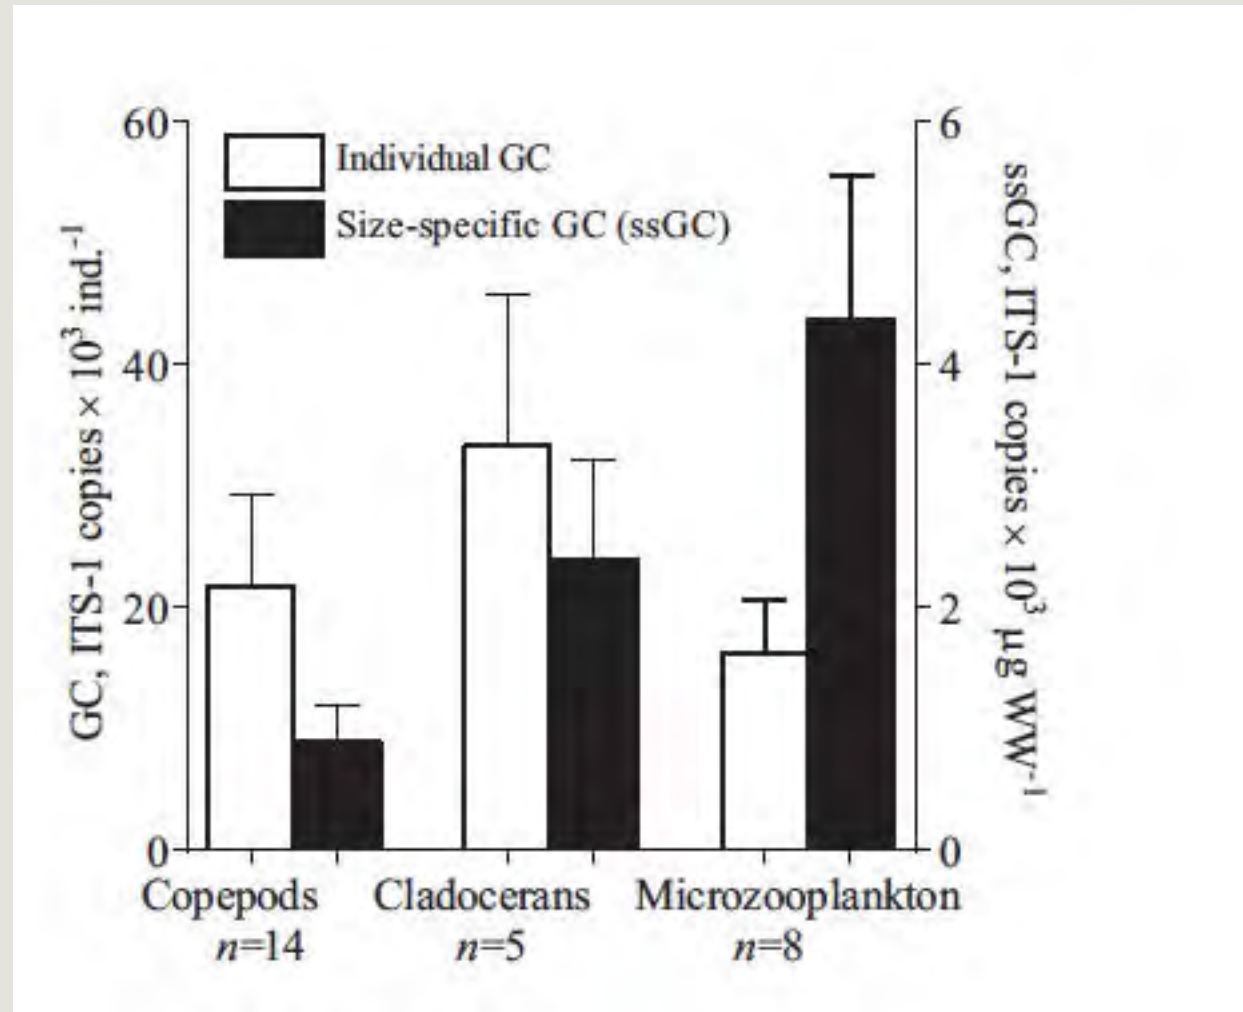 60
6
Individual GC
Size-specific GC (ssGC)
GC, ITS-1 copies × 10³ ind.⁻¹
ssGC, ITS-1 copies × 10³ µg WW⁻¹
40
4
20
2
0
0
Copepods Cladocerans Microzooplankton
n=14 n=5 n=8